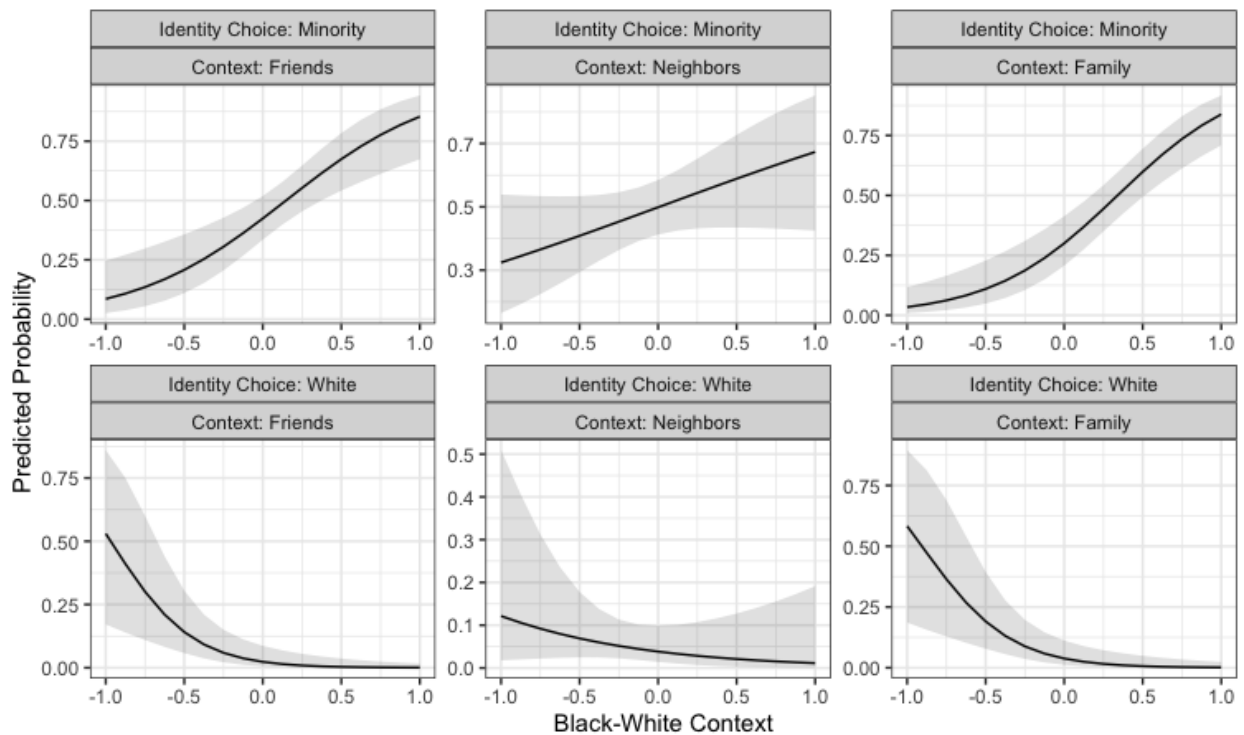 Identity Choice: Minority
Context: Friends
0.75
0.50
0.25
0.00
-1.0 -0.5 0.0 0.5 1.0
Identity Choice: Minority
Context: Neighbors
0.7
0.5
0.3
-1.0 -0.5 0.0 0.5 1.0
Identity Choice: Minority
Context: Family
0.75
0.50
0.25
0.00
-1.0 -0.5 0.0 0.5 1.0
Predicted Probability
Identity Choice: White
Context: Friends
0.75
0.50
0.25
0.00
-1.0 -0.5 0.0 0.5 1.0
Identity Choice: White
Context: Neighbors
0.5
0.4
0.3
0.2
0.1
0.0
-1.0 -0.5 0.0 0.5 1.0
Identity Choice: White
Context: Family
0.75
0.50
0.25
0.00
-1.0 -0.5 0.0 0.5 1.0
Black-White Context